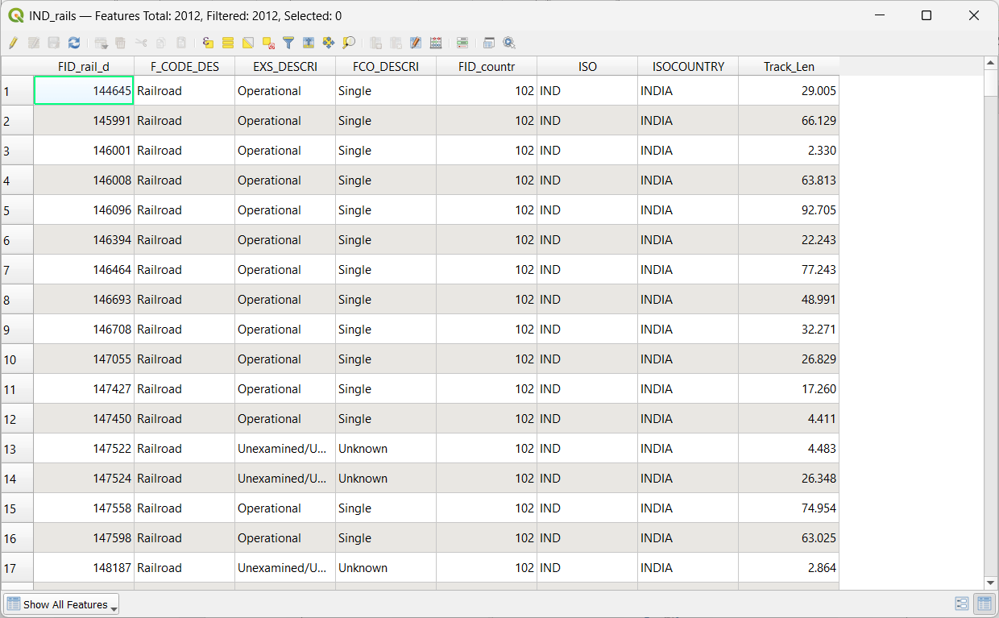 IND_rails — Features Total: 2012, Filtered: 2012, Selected: 0
FID_rail_d F_CODE_DES EXS_DESCRI FCO_DESCRI FID_countr ISO ISOCOUNTRY Track_Len
1 144645 Railroad Operational Single 102 IND INDIA 29.005
2 145991 Railroad Operational Single 102 IND INDIA 66.129
3 146001 Railroad Operational Single 102 IND INDIA 2.330
4 146008 Railroad Operational Single 102 IND INDIA 63.813
5 146096 Railroad Operational Single 102 IND INDIA 92.705
6 146394 Railroad Operational Single 102 IND INDIA 22.243
7 146464 Railroad Operational Single 102 IND INDIA 77.243
8 146693 Railroad Operational Single 102 IND INDIA 48.991
9 146708 Railroad Operational Single 102 IND INDIA 32.271
10 147055 Railroad Operational Single 102 IND INDIA 26.829
11 147427 Railroad Operational Single 102 IND INDIA 17.260
12 147450 Railroad Operational Single 102 IND INDIA 4.411
13 147522 Railroad Unexamined/U... Unknown 102 IND INDIA 4.483
14 147524 Railroad Unexamined/U... Unknown 102 IND INDIA 26.348
15 147558 Railroad Operational Single 102 IND INDIA 74.954
16 147598 Railroad Operational Single 102 IND INDIA 63.025
17 148187 Railroad Unexamined/U... Unknown 102 IND INDIA 2.864
Show All Features